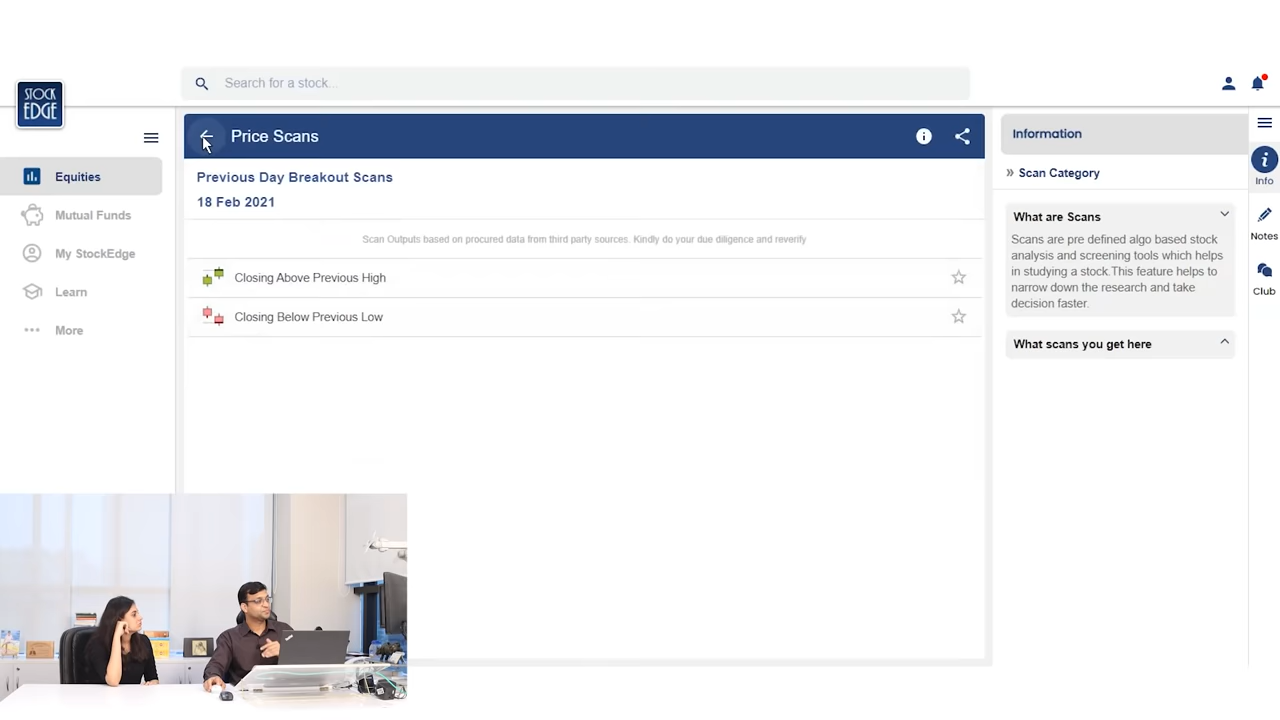 STOCK
EDGE
Search for a stock...
Equities
Mutual Funds
My StockEdge
Learn
More
Price Scans
Previous Day Breakout Scans
18 Feb 2021
Scan Outputs based on procured data from third party sources. Kindly do your due diligence and reverify
Closing Above Previous High
Closing Below Previous Low
Information
» Scan Category
What are Scans
Scans are pre defined algo based stock
analysis and screening tools which helps
in studying a stock.This feature helps to
narrow down the research and take
decision faster.
What scans you get here
Info
Notes
Club